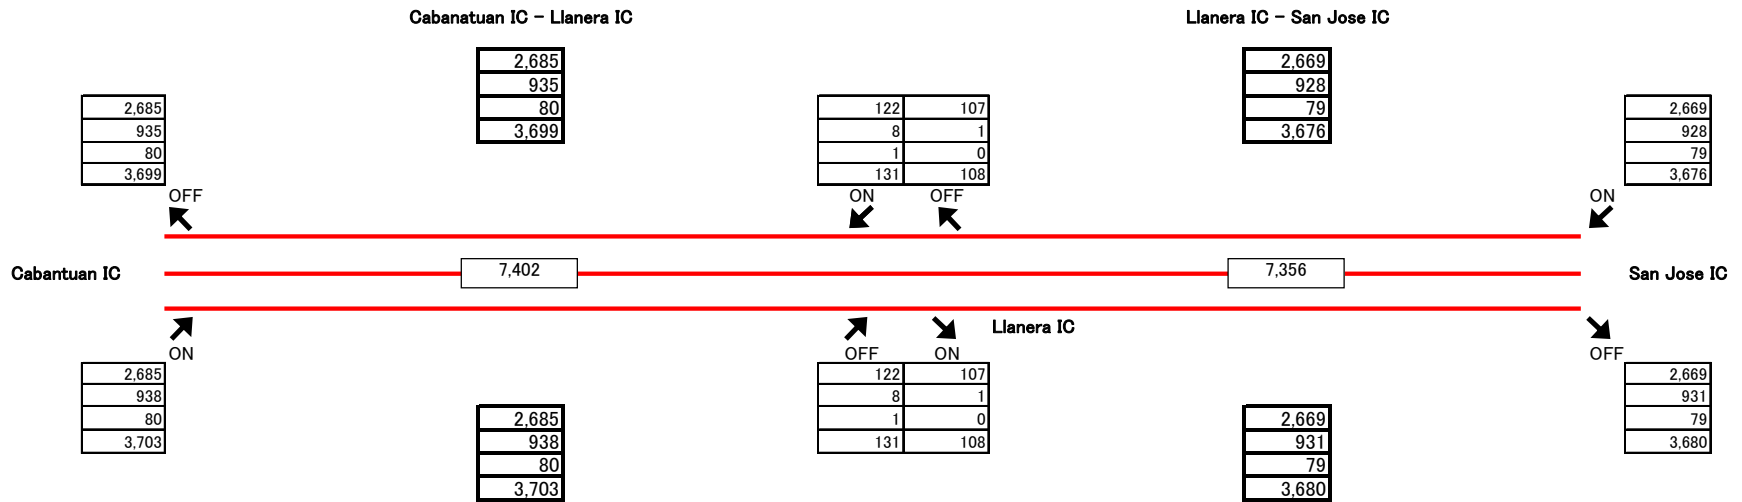 Cabanatuan IC - Llanera IC Llanera IC - San Jose IC
2,685 2,669
935 928
80 79
3,699 3,676
2,685 122 107 2,669
935 8 1 928
80 1 0 79
3,699 131 108 3,676
OFF ON OFF ON
Cabantuan IC 7,402 7,356 San Jose IC
Llanera IC
ON OFF ON OFF
2,685 122 107 2,669
938 8 1 931
80 1 0 79
3,703 131 108 3,680
2,685 2,669
938 931
80 79
3,703 3,680